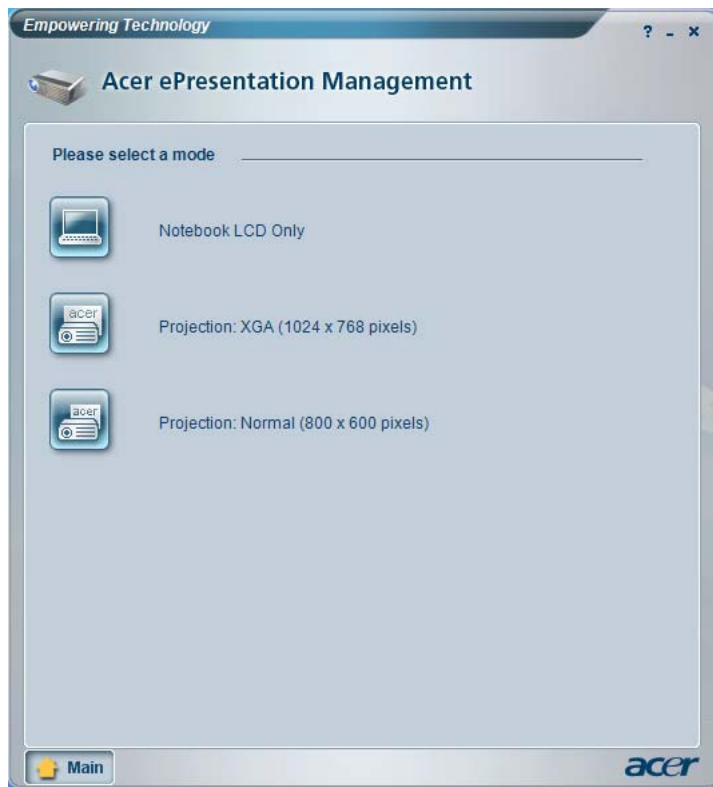 Empowering Technology
? - ×
Acer ePresentation Management
Please select a mode
Notebook LCD Only
acer
Projection: XGA (1024 x 768 pixels)
acer
Projection: Normal (800 x 600 pixels)
Main
acer